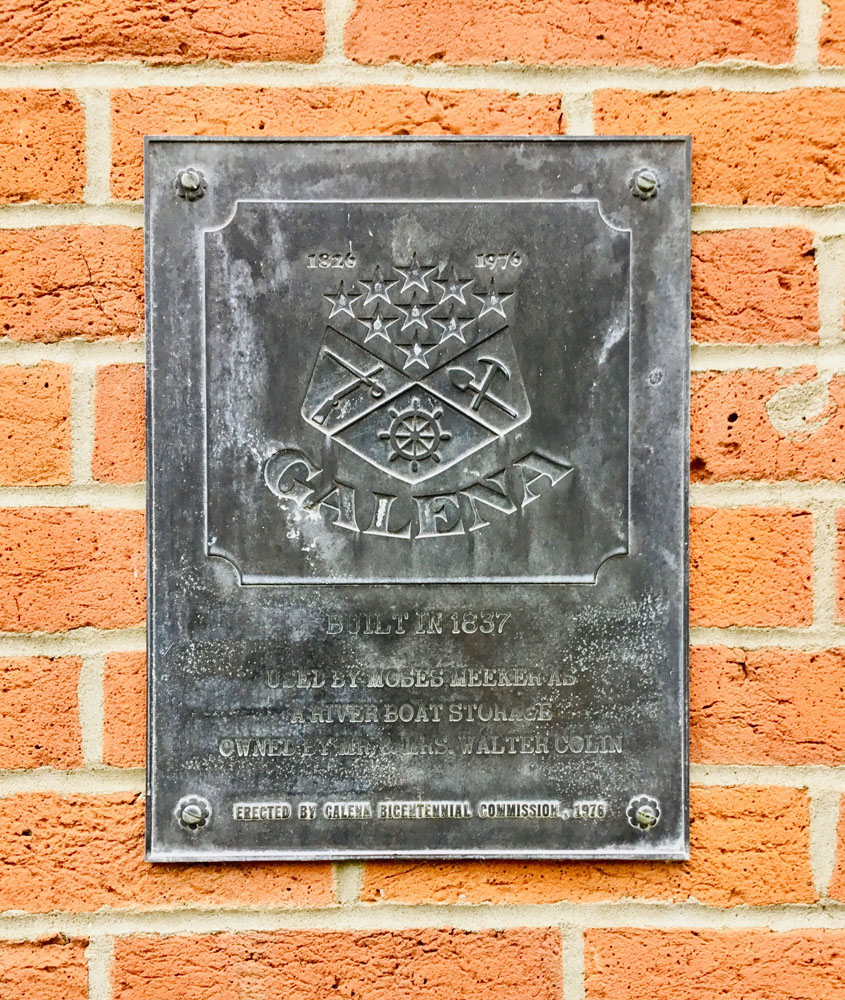 1826 1976
GALENA
BUILT IN 1837
USED BY MOSES MEEKER AS
A RIVER BOAT STORAGE
OWNED BY MR. & MRS. WALTER COLIN
ERECTED BY GALENA BICENTENNIAL COMMISSION, 1976